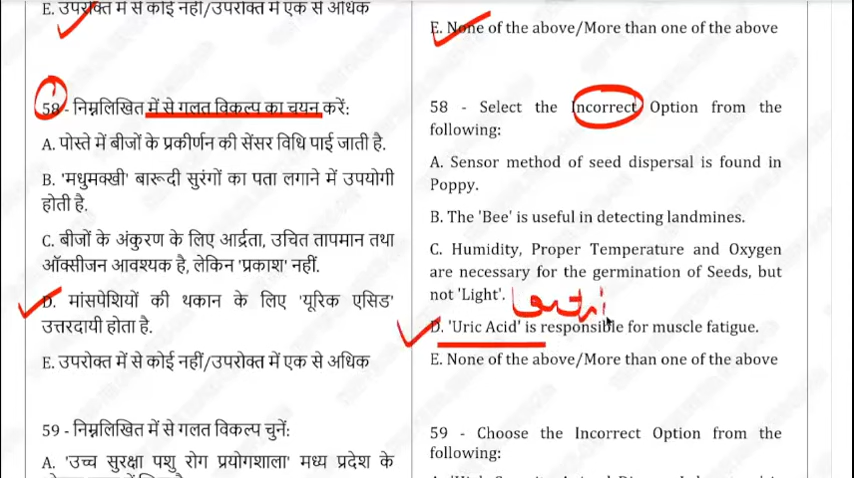 E. उपरोक्त में से कोई नहीं/उपरोक्त में एक से अधिक
58 - निम्नलिखित में से गलत विकल्प का चयन करें:
A. पोस्ते में बीजों के प्रकीर्णन की सेंसर विधि पाई जाती है.
B. 'मधुमक्खी' बारूदी सुरंगों का पता लगाने में उपयोगी
होती है.
C. बीजों के अंकुरण के लिए आर्द्रता, उचित तापमान तथा
ऑक्सीजन आवश्यक है, लेकिन 'प्रकाश' नहीं.
D. मांसपेशियों की थकान के लिए 'यूरिक एसिड'
उत्तरदायी होता है.
E. उपरोक्त में से कोई नहीं/उपरोक्त में एक से अधिक
59 - निम्नलिखित में से गलत विकल्प चुनें:
A. 'उच्च सुरक्षा पशु रोग प्रयोगशाला' मध्य प्रदेश के
E. None of the above/More than one of the above
58 - Select the Incorrect Option from the
following:
A. Sensor method of seed dispersal is found in
Poppy.
B. The 'Bee' is useful in detecting landmines.
C. Humidity, Proper Temperature and Oxygen
are necessary for the germination of Seeds, but
not 'Light'.
D. 'Uric Acid' is responsible for muscle fatigue.
E. None of the above/More than one of the above
59 - Choose the Incorrect Option from the
following: